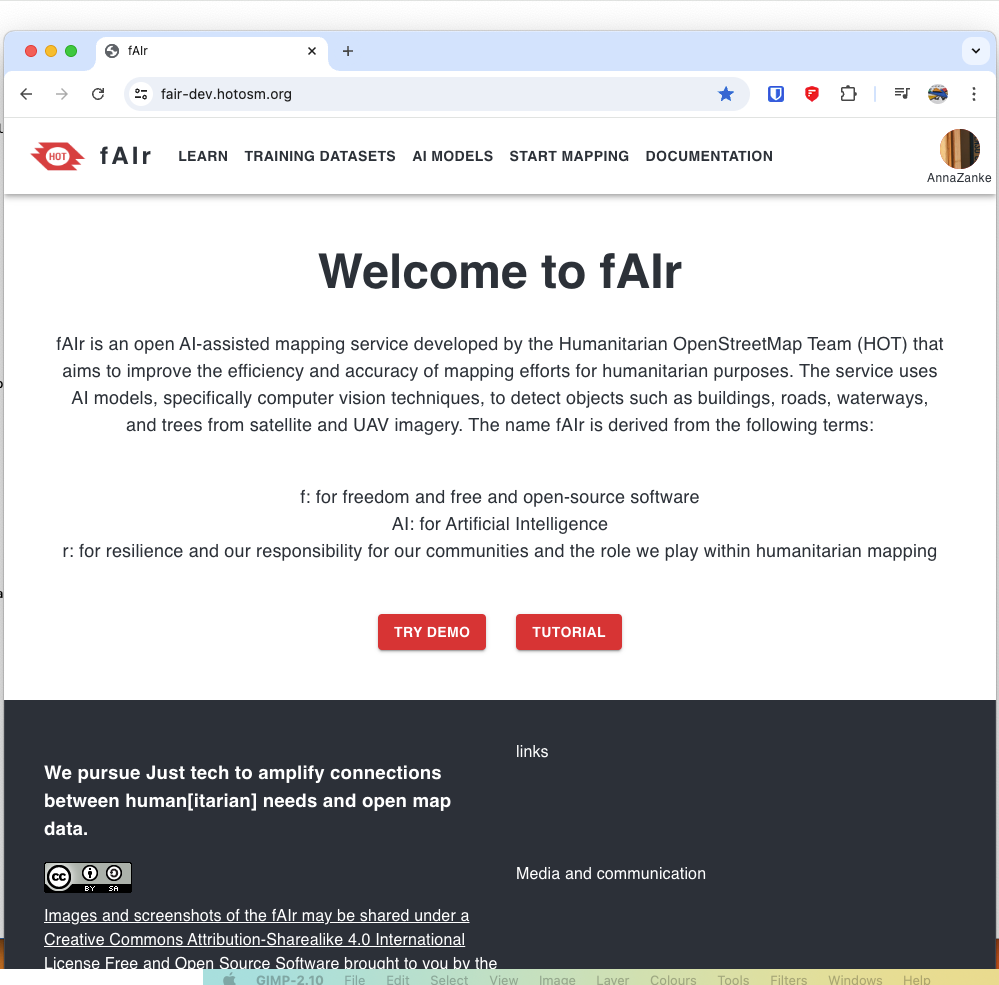 fAIr
fair-dev.hotosm.org
HOT fAIr LEARN TRAINING DATASETS AI MODELS START MAPPING DOCUMENTATION
AnnaZanke
Welcome to fAIr
fAIr is an open AI-assisted mapping service developed by the Humanitarian OpenStreetMap Team (HOT) that
aims to improve the efficiency and accuracy of mapping efforts for humanitarian purposes. The service uses
AI models, specifically computer vision techniques, to detect objects such as buildings, roads, waterways,
and trees from satellite and UAV imagery. The name fAIr is derived from the following terms:
f: for freedom and free and open-source software
AI: for Artificial Intelligence
r: for resilience and our responsibility for our communities and the role we play within humanitarian mapping
TRY DEMO TUTORIAL
We pursue Just tech to amplify connections
between human[itarian] needs and open map
data.
cc BY SA
Images and screenshots of the fAIr may be shared under a
Creative Commons Attribution-Sharealike 4.0 International
License Free and Open Source Software brought to you by the
links
Media and communication
GIMP-2.10 File Edit Select View Image Layer Colours Tools Filters Windows Help